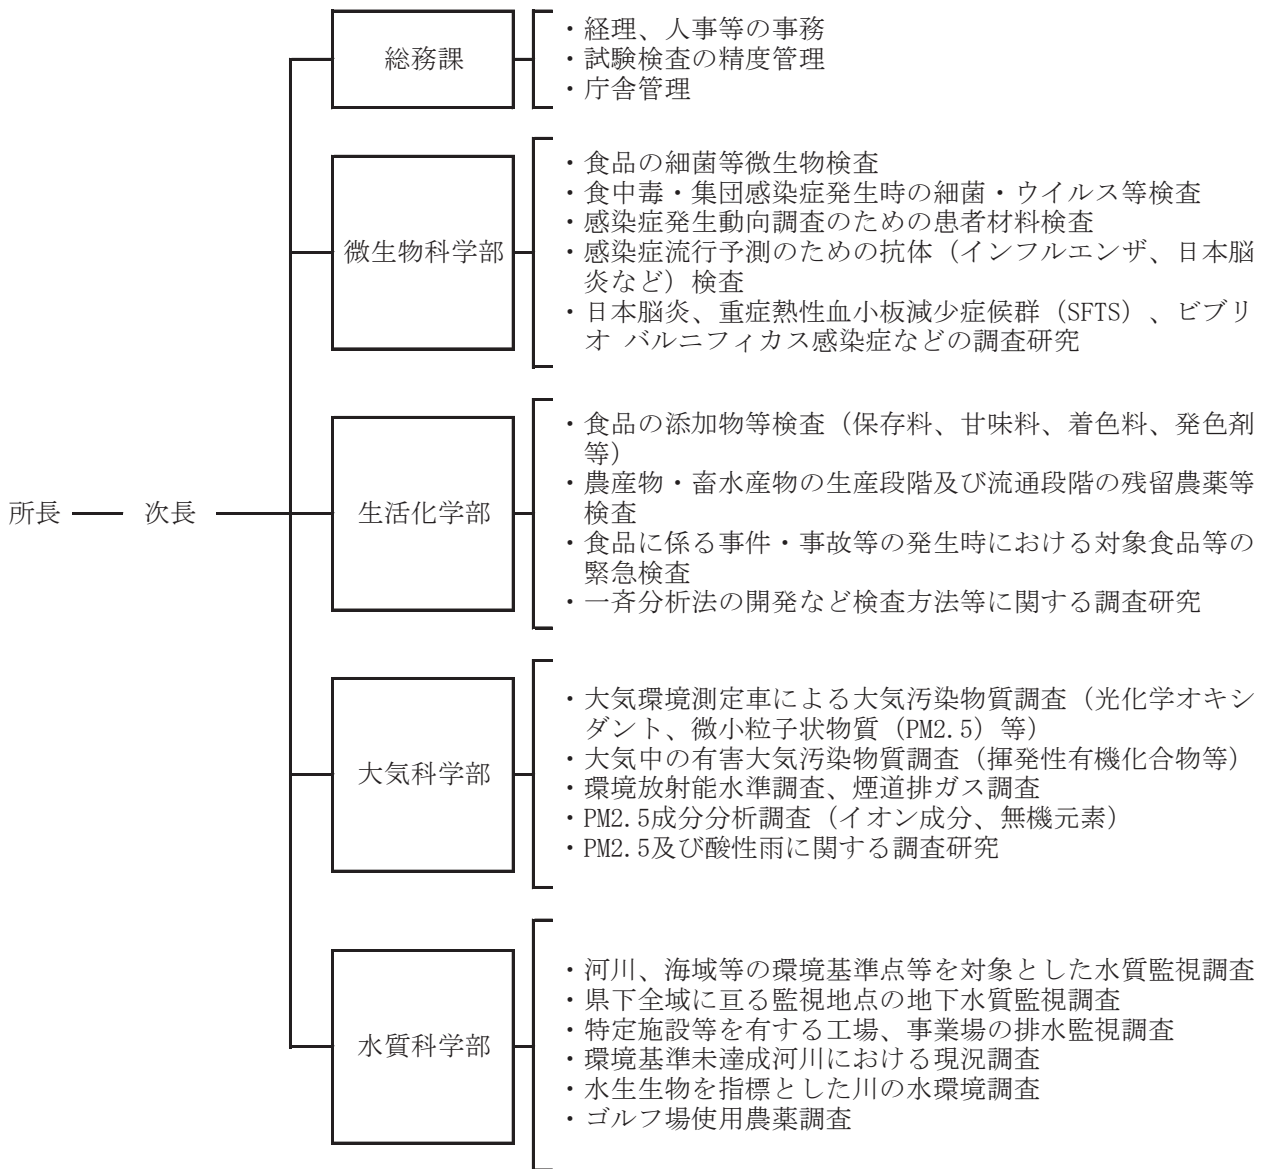 所長
次長
総務課
・経理、人事等の事務
・試験検査の精度管理
・庁舎管理
微生物科学部
・食品の細菌等微生物検査
・食中毒・集団感染症発生時の細菌・ウイルス等検査
・感染症発生動向調査のための患者材料検査
・感染症流行予測のための抗体（インフルエンザ、日本脳
炎など）検査
・日本脳炎、重症熱性血小板減少症候群（SFTS）、ビブリ
オ バルニフィカス感染症などの調査研究
生活化学部
・食品の添加物等検査（保存料、甘味料、着色料、発色剤
等）
・農産物・畜水産物の生産段階及び流通段階の残留農薬等
検査
・食品に係る事件・事故等の発生時における対象食品等の
緊急検査
・一斉分析法の開発など検査方法等に関する調査研究
大気科学部
・大気環境測定車による大気汚染物質調査（光化学オキシ
ダント、微小粒子状物質（PM2.5）等）
・大気中の有害大気汚染物質調査（揮発性有機化合物等）
・環境放射能水準調査、煙道排ガス調査
・PM2.5成分分析調査（イオン成分、無機元素）
・PM2.5及び酸性雨に関する調査研究
水質科学部
・河川、海域等の環境基準点等を対象とした水質監視調査
・県下全域に亘る監視地点の地下水質監視調査
・特定施設等を有する工場、事業場の排水監視調査
・環境基準未達成河川における現況調査
・水生生物を指標とした川の水環境調査
・ゴルフ場使用農薬調査